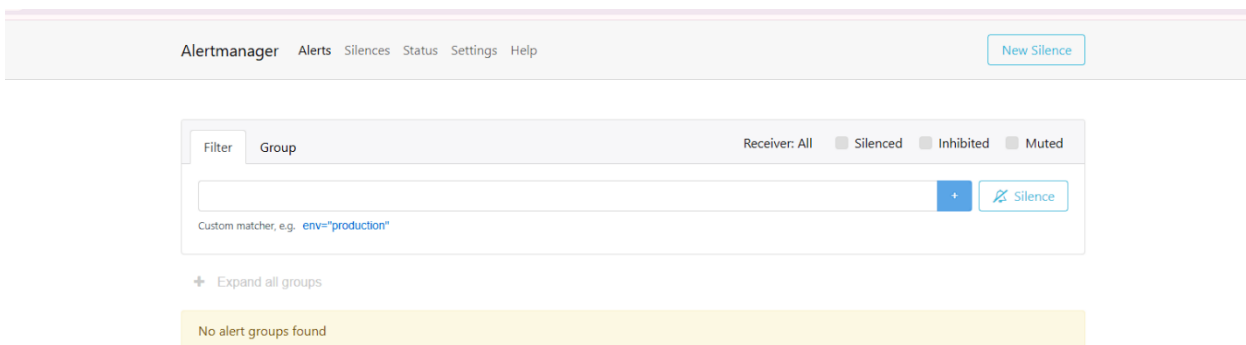 Alertmanager Alerts Silences Status Settings Help New Silence
Filter Group Receiver: All Silenced Inhibited Muted
+ Silence
Custom matcher, e.g. env="production"
+ Expand all groups
No alert groups found